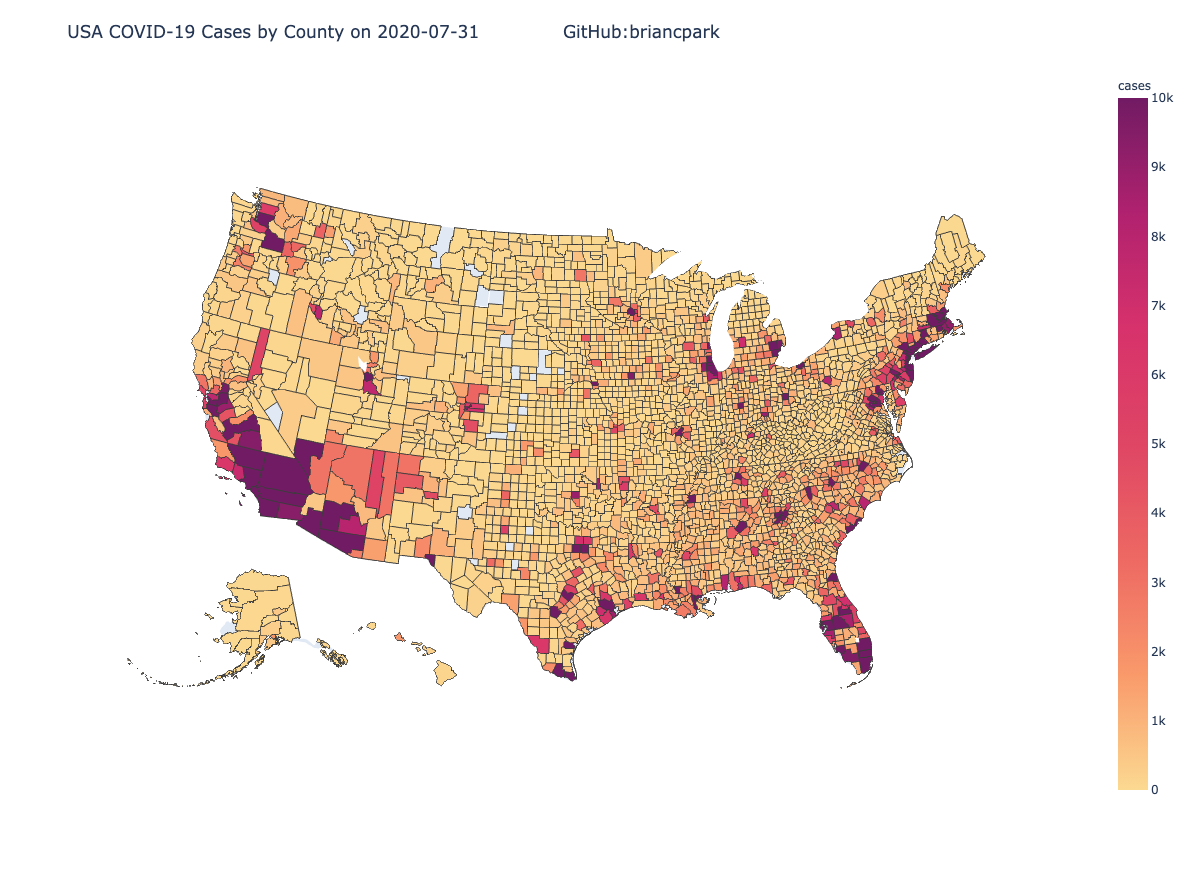 USA COVID-19 Cases by County on 2020-07-31 GitHub:briancpark
cases
10k
9k
8k
7k
6k
5k
4k
3k
2k
1k
0